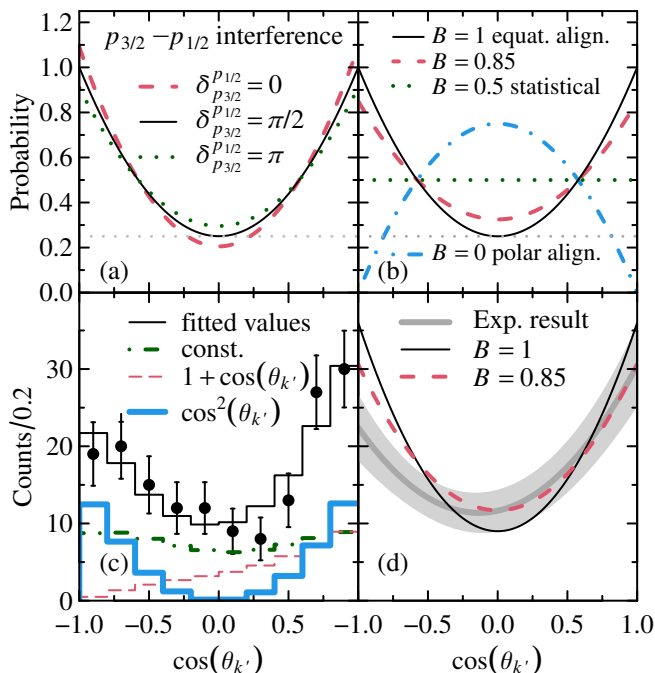 p3/2 − p1/2 interference
δ^{p1/2}_{p3/2} = 0
δ^{p1/2}_{p3/2} = π/2
δ^{p1/2}_{p3/2} = π
(a)
Probability
1.2
1.0
0.8
0.6
0.4
0.2
0.0
B = 1 equat. align.
B = 0.85
B = 0.5 statistical
B = 0 polar align.
(b)
fitted values
const.
1 + cos(θk′)
cos²(θk′)
(c)
Counts/0.2
30
20
10
0
−1.0 −0.5 0.0 0.5 −1.0
cos(θk′)
Exp. result
B = 1
B = 0.85
(d)
−0.5 0.0 0.5 1.0
cos(θk′)